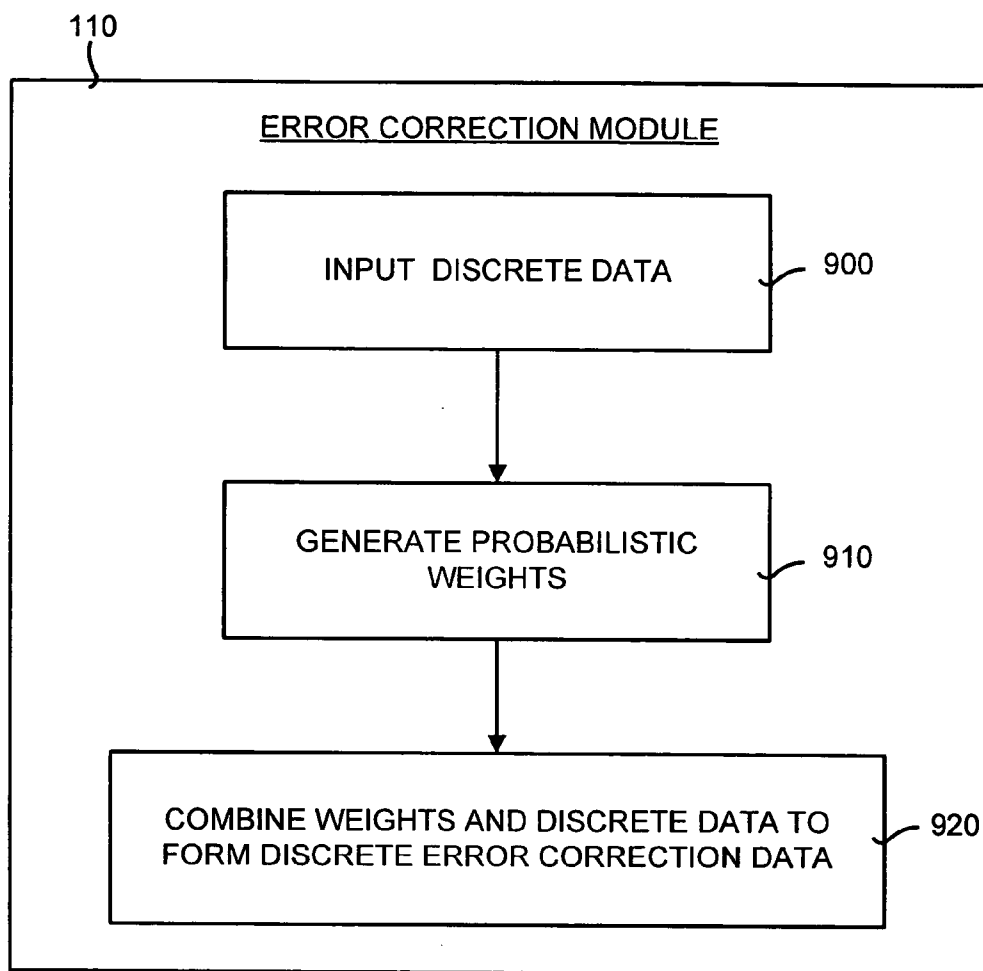 110
ERROR CORRECTION MODULE
INPUT DISCRETE DATA
900
GENERATE PROBABILISTIC
WEIGHTS
910
COMBINE WEIGHTS AND DISCRETE DATA TO
FORM DISCRETE ERROR CORRECTION DATA
920